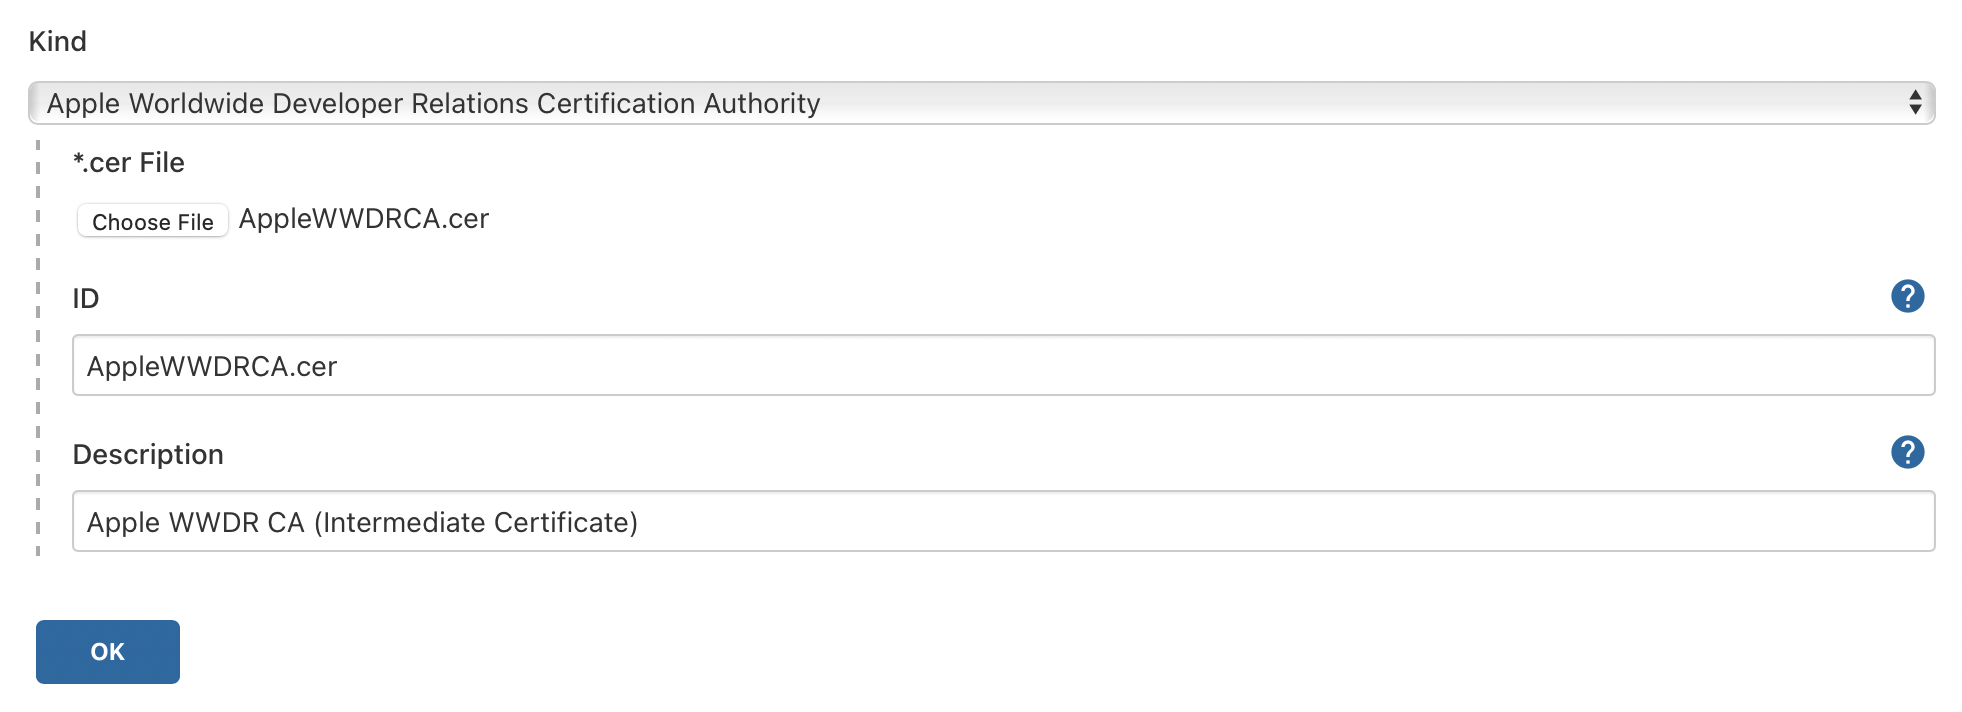 Kind
Apple Worldwide Developer Relations Certification Authority
*.cer File
Choose File AppleWWDRCA.cer
ID
?
AppleWWDRCA.cer
Description
?
Apple WWDR CA (Intermediate Certificate)
OK